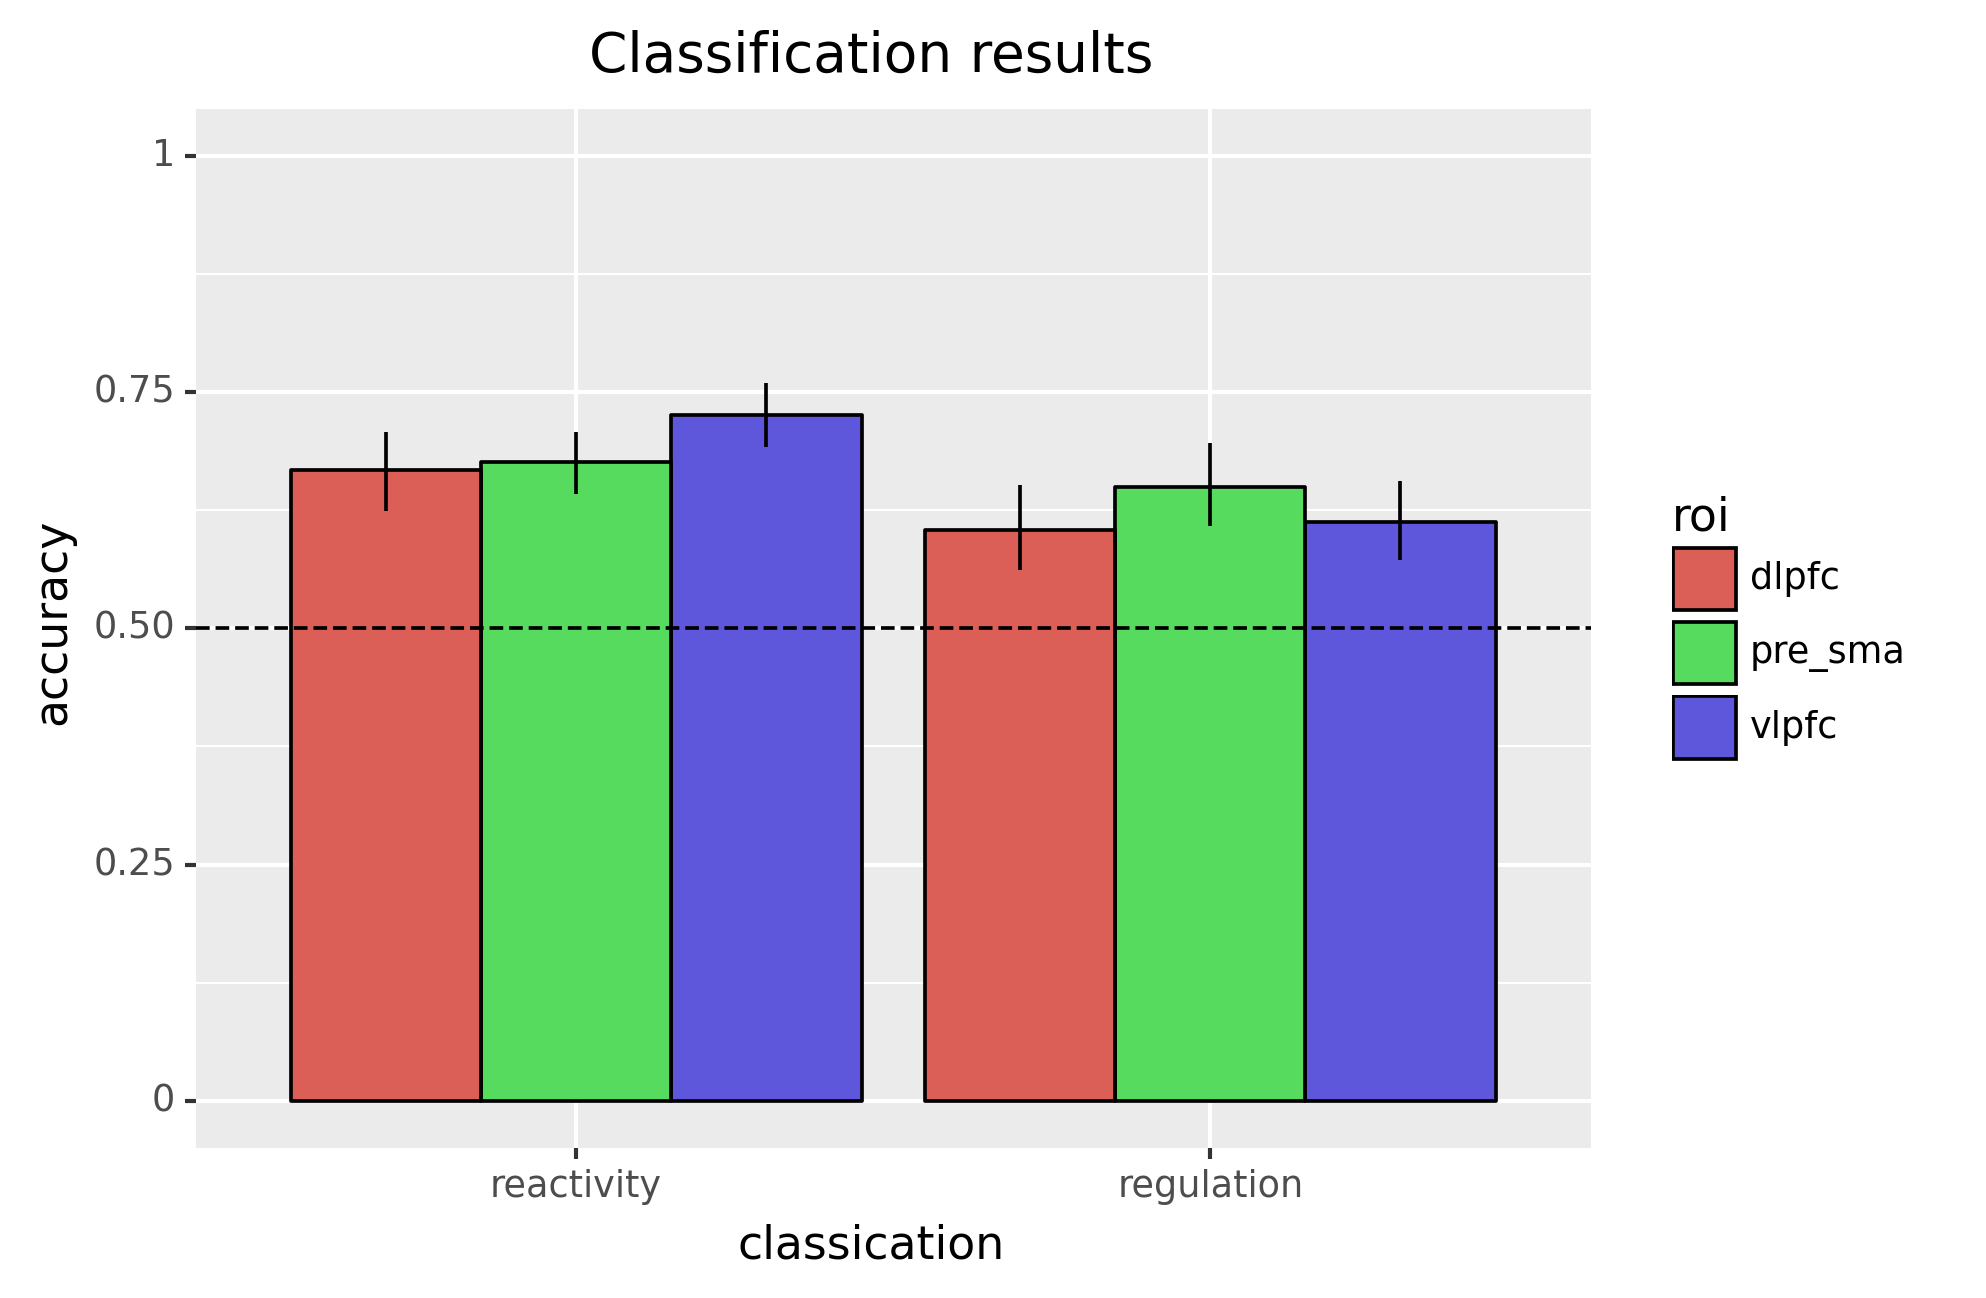 Classification results
1
0.75
0.50
0.25
0
accuracy
reactivity
regulation
classication
roi
dlpfc
pre_sma
vlpfc